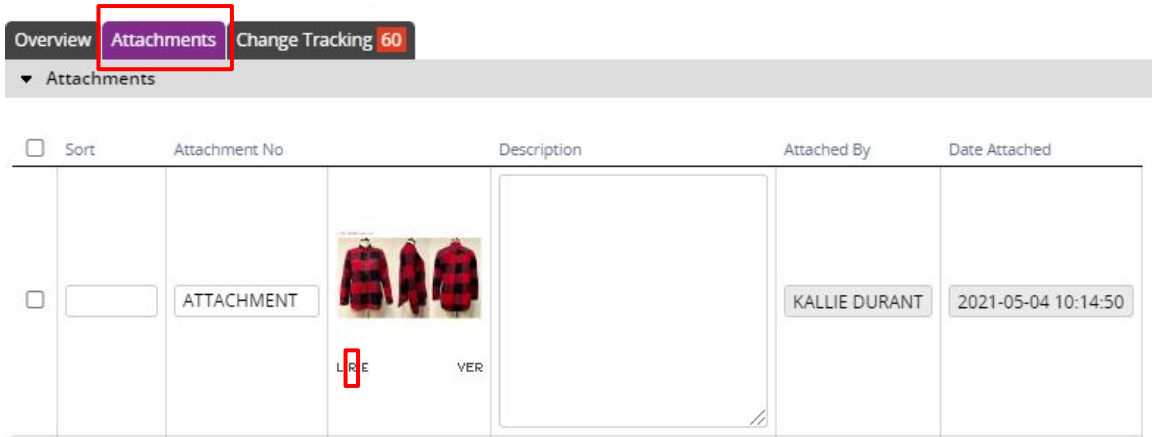 Overview Attachments Change Tracking 60
Attachments
Sort Attachment No Description Attached By Date Attached
ATTACHMENT KALLIE DURANT 2021-05-04 10:14:50
L R E VER